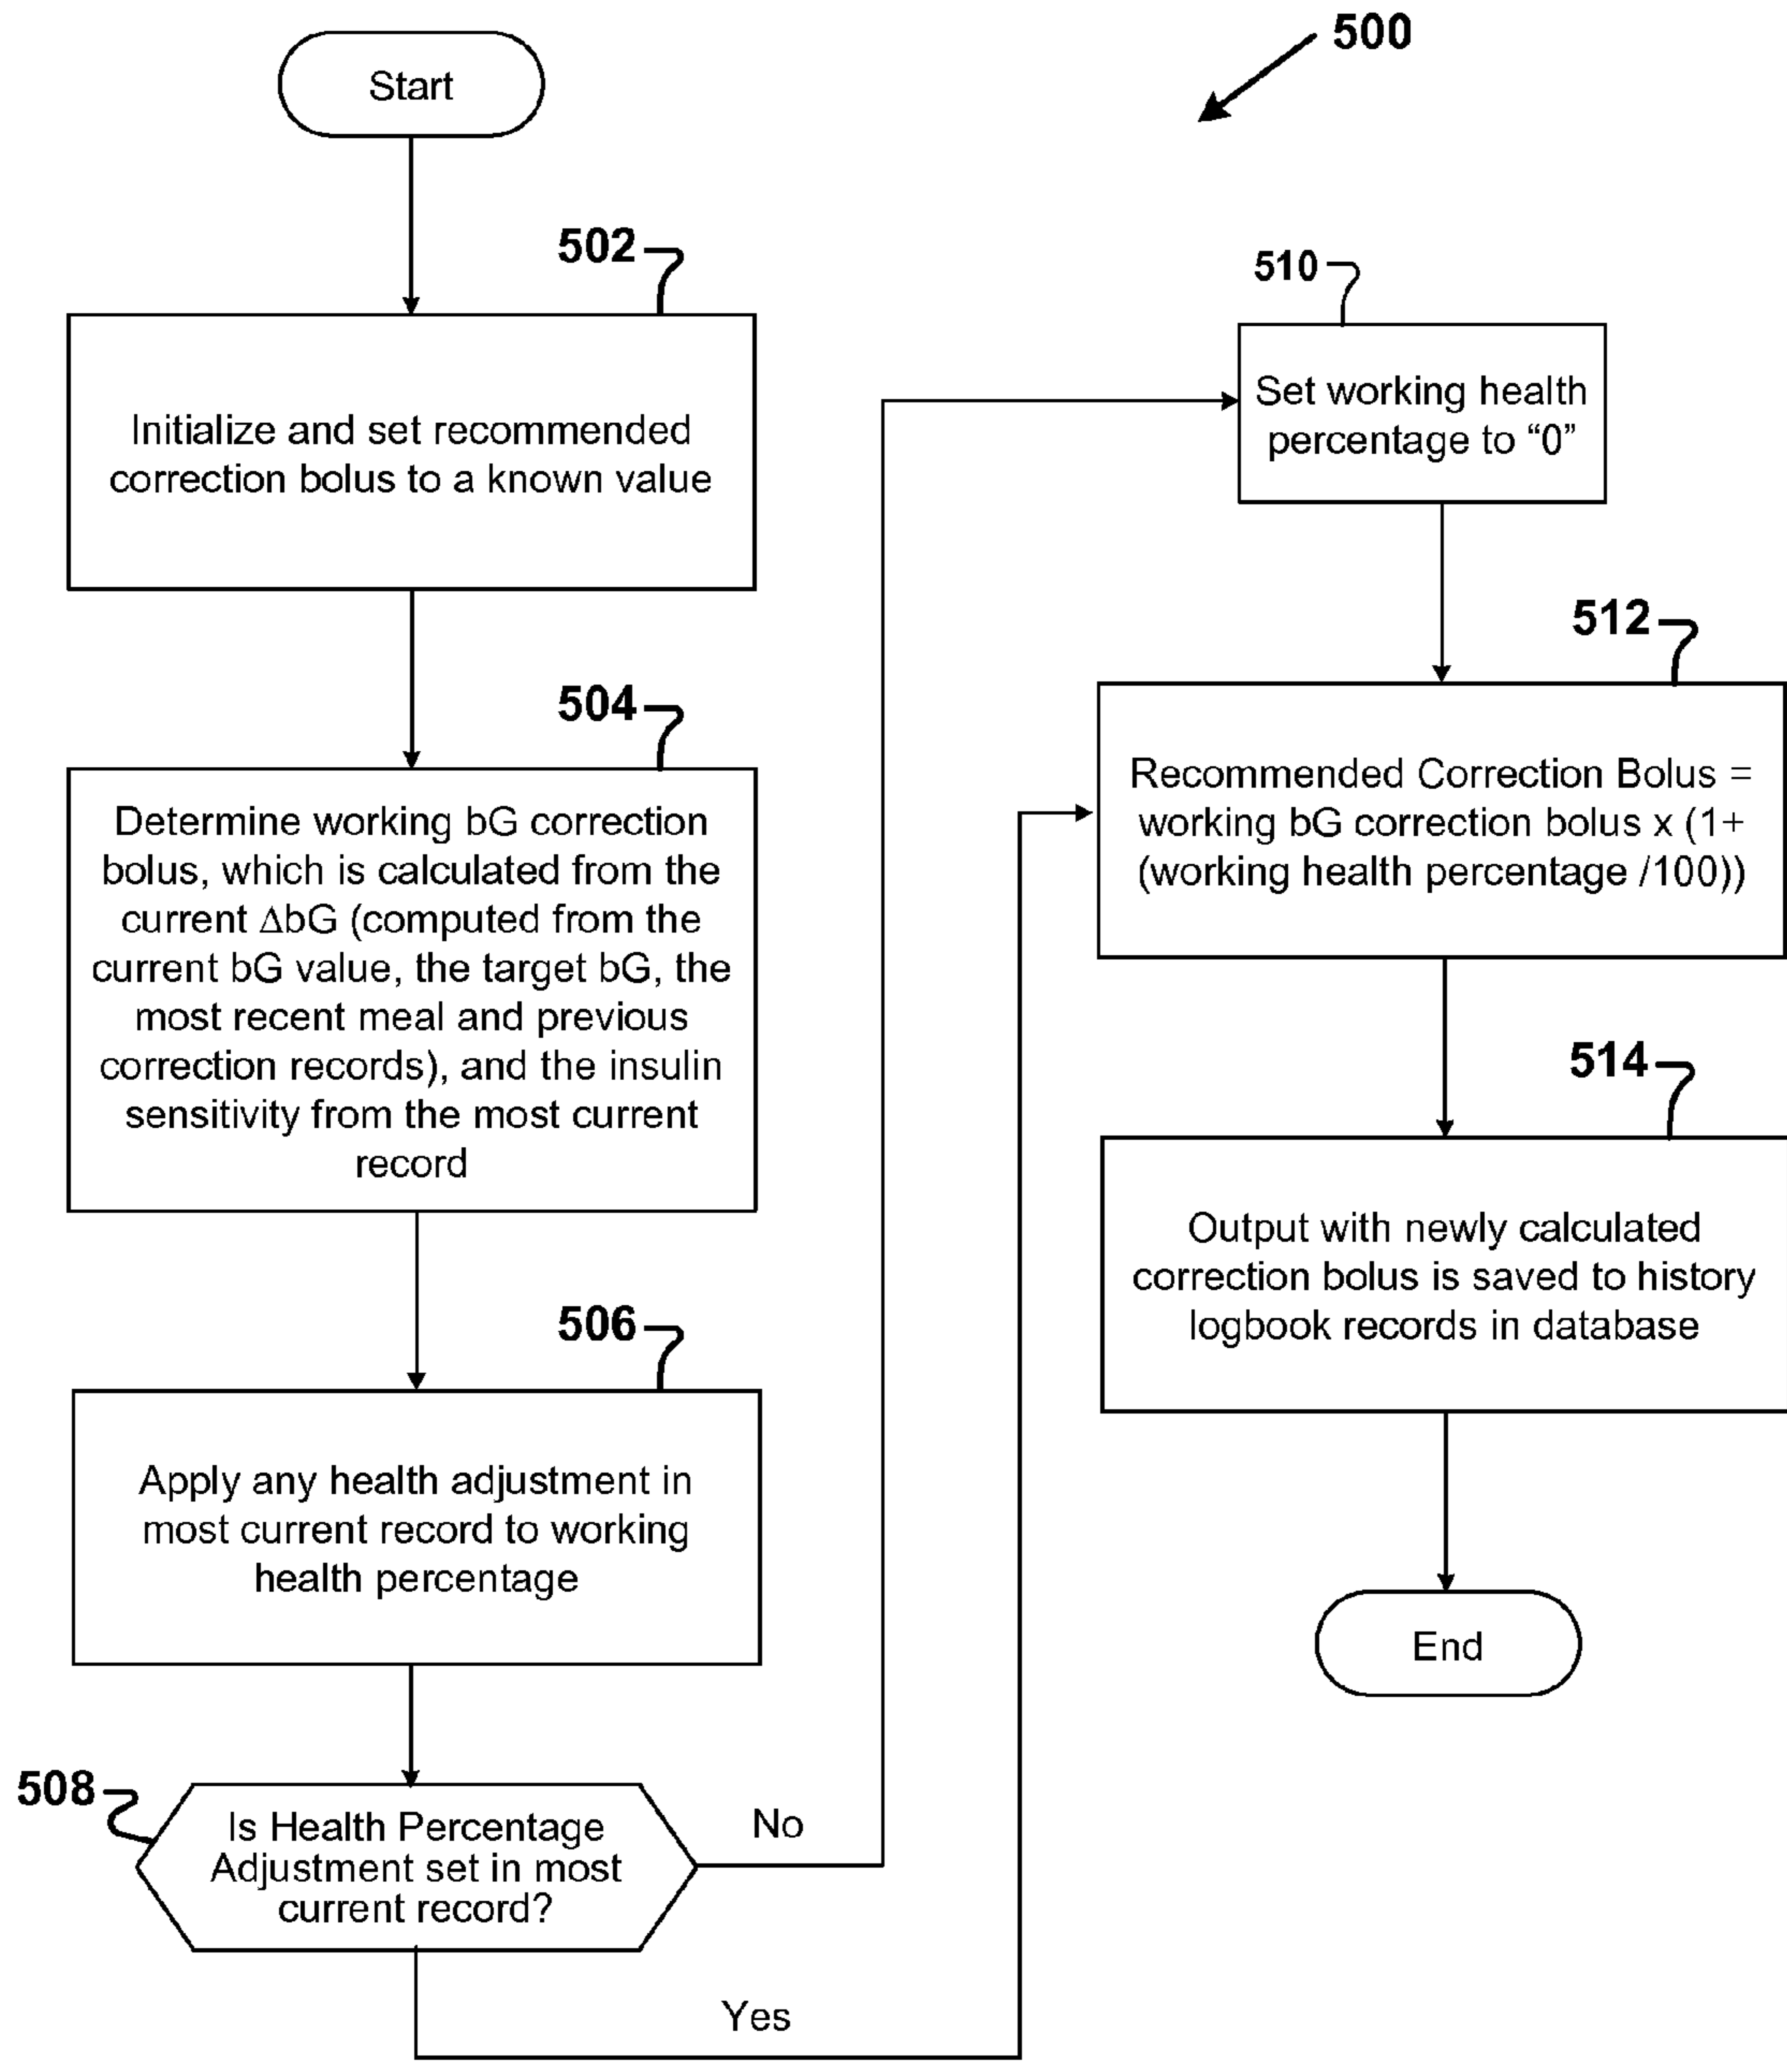 500
Start
502
Initialize and set recommended
correction bolus to a known value
504
Determine working bG correction
bolus, which is calculated from the
current ∆bG (computed from the
current bG value, the target bG, the
most recent meal and previous
correction records), and the insulin
sensitivity from the most current
record
506
Apply any health adjustment in
most current record to working
health percentage
508
Is Health Percentage
Adjustment set in most
current record?
No
Yes
510
Set working health
percentage to “0”
512
Recommended Correction Bolus =
working bG correction bolus x (1+
(working health percentage /100))
514
Output with newly calculated
correction bolus is saved to history
logbook records in database
End